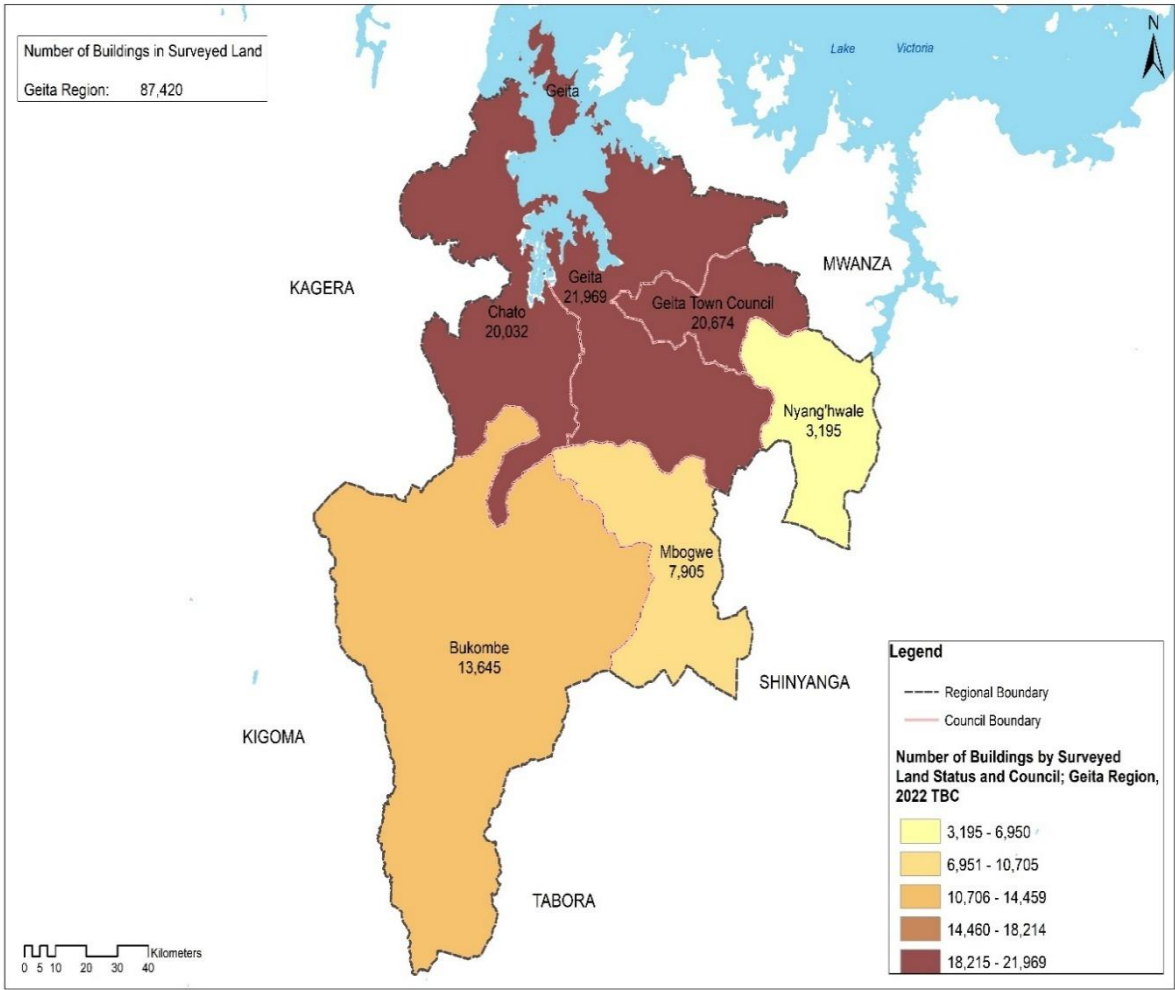 Number of Buildings in Surveyed Land
Geita Region: 87,420
N
Lake Victoria
Geita
KAGERA
MWANZA
Geita
21,969
Chato
20,032
Geita Town Council
20,674
Nyang'hwale
3,195
Mbogwe
7,905
Bukombe
13,645
SHINYANGA
KIGOMA
TABORA
Legend
Regional Boundary
Council Boundary
Number of Buildings by Surveyed
Land Status and Council; Geita Region,
2022 TBC
3,195 - 6,950
6,951 - 10,705
10,706 - 14,459
14,460 - 18,214
18,215 - 21,969
Kilometers
0 5 10 20 30 40